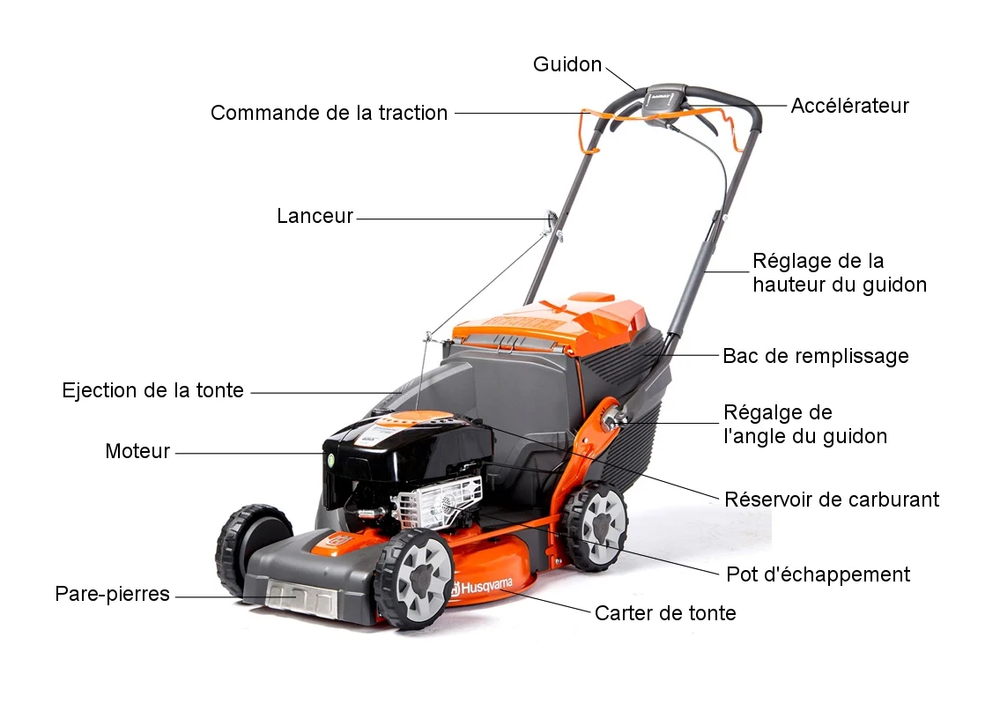 Guidon
Accélérateur
Commande de la traction
Lanceur
Réglage de la
hauteur du guidon
Bac de remplissage
Ejection de la tonte
Régalge de
l'angle du guidon
Moteur
Réservoir de carburant
Pot d'échappement
Husqvarna
Pare-pierres
Carter de tonte